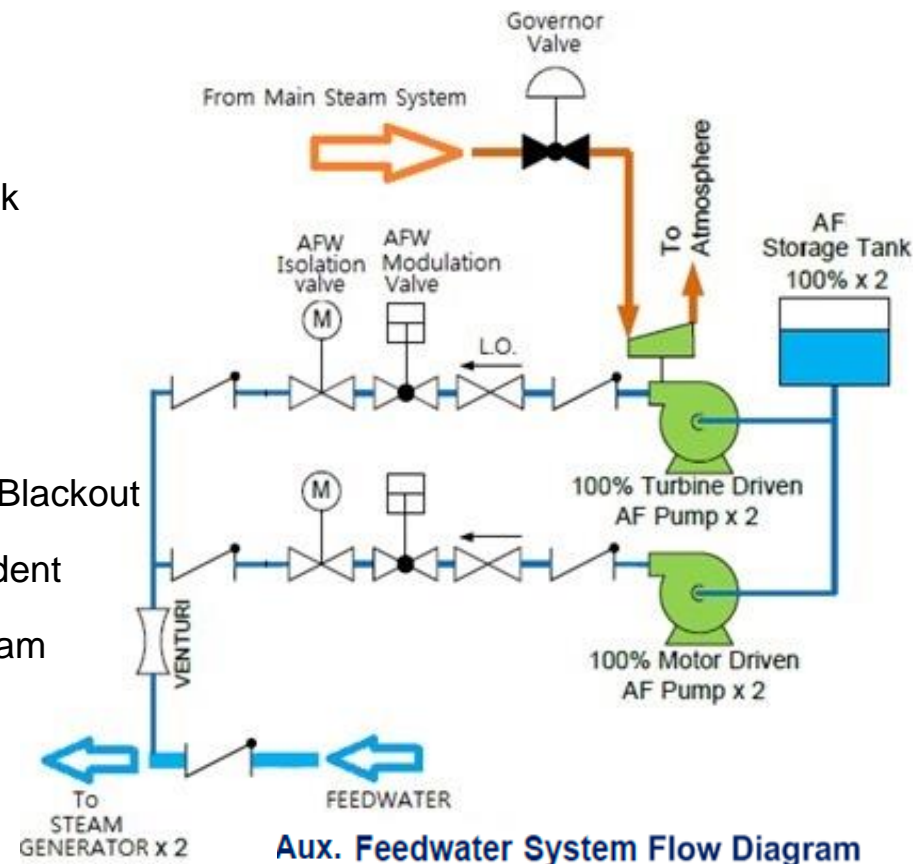 Governor
Valve
From Main Steam System
k
To
Atmosphere
AF
Storage Tank
100% x 2
AFW
Isolation
valve
AFW
Modulation
Valve
M
L.O.
Blackout
100% Turbine Driven
AF Pump x 2
M
dent
am
VENTURI
100% Motor Driven
AF Pump x 2
To
STEAM
GENERATOR x 2
FEEDWATER
Aux. Feedwater System Flow Diagram